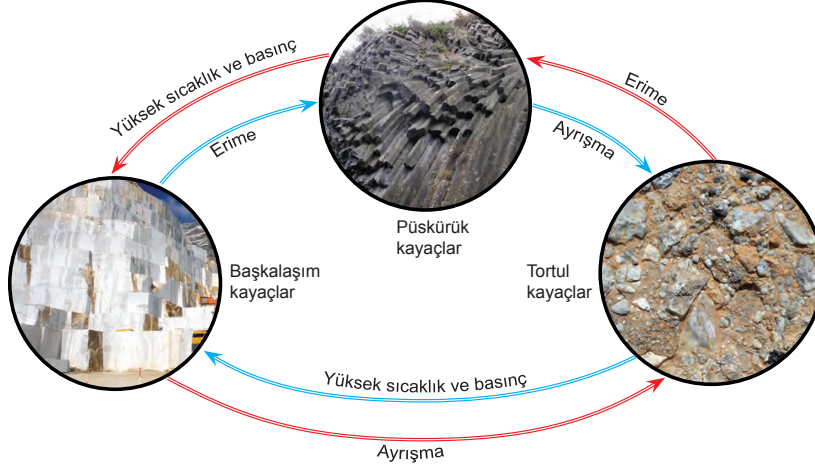 Yüksek sıcaklık ve basınç
Erime
Erime
Ayrışma
Püskürük
kayaçlar
Başkalaşım
kayaçlar
Tortul
kayaçlar
Yüksek sıcaklık ve basınç
Ayrışma